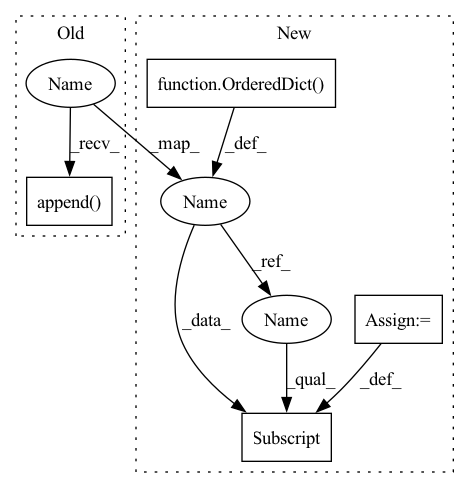 Old
New
Name
function.OrderedDict()
_recv_
_map_
_def_
append()
Name
_ref_
_data_
Name
Assign:=
_qual_
_def_
Subscript